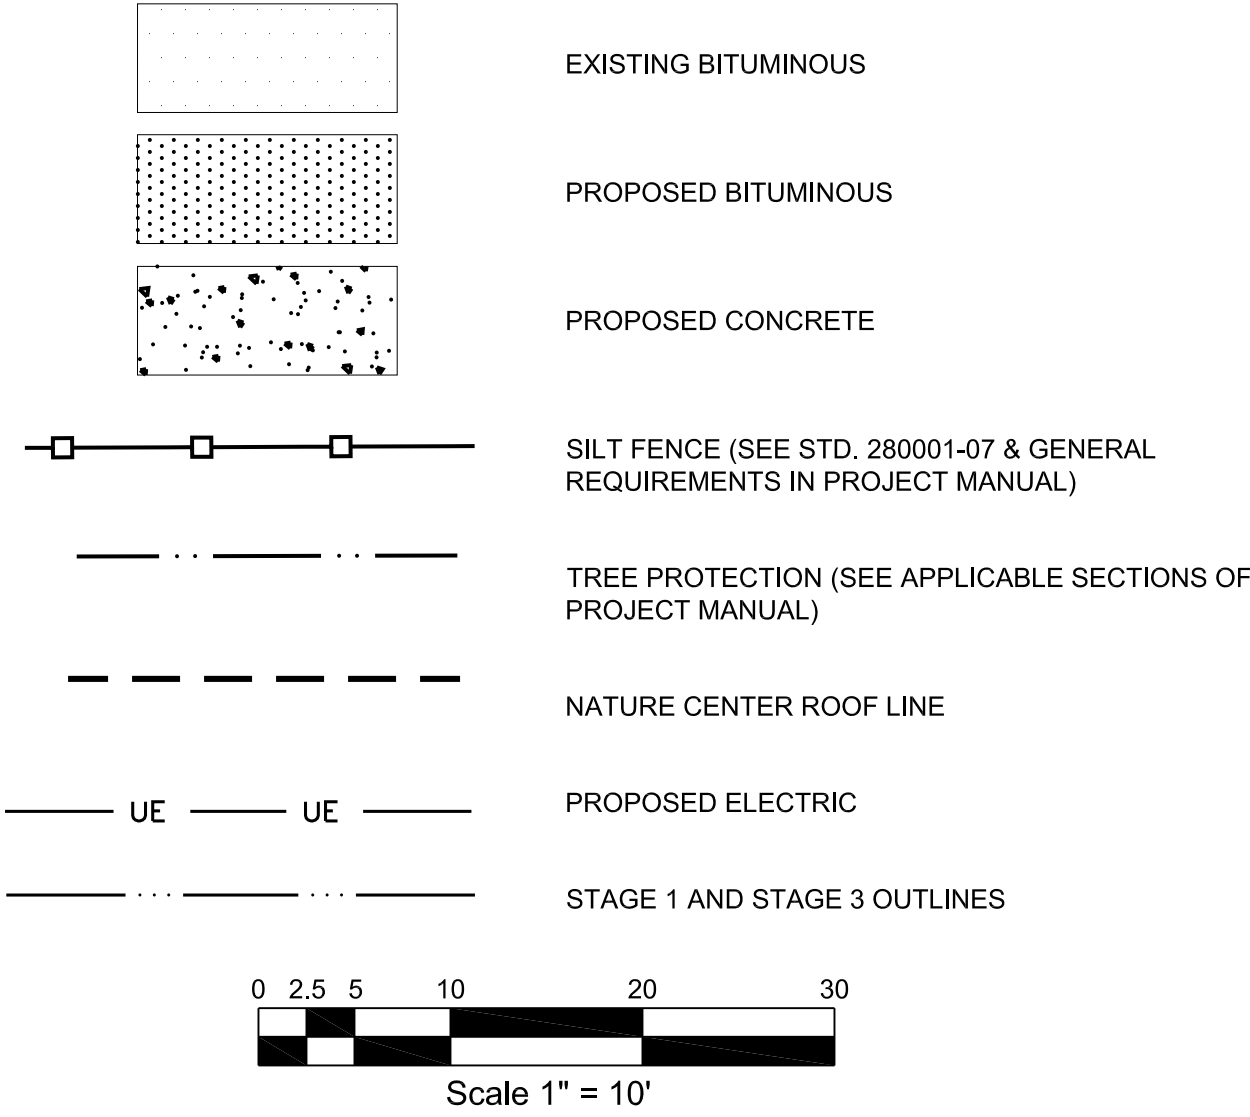 EXISTING BITUMINOUS
PROPOSED BITUMINOUS
PROPOSED CONCRETE
SILT FENCE (SEE STD. 280001-07 & GENERAL
REQUIREMENTS IN PROJECT MANUAL)
TREE PROTECTION (SEE APPLICABLE SECTIONS OF
PROJECT MANUAL)
NATURE CENTER ROOF LINE
UE UE
PROPOSED ELECTRIC
STAGE 1 AND STAGE 3 OUTLINES
0 2.5 5 10 20 30
Scale 1" = 10'